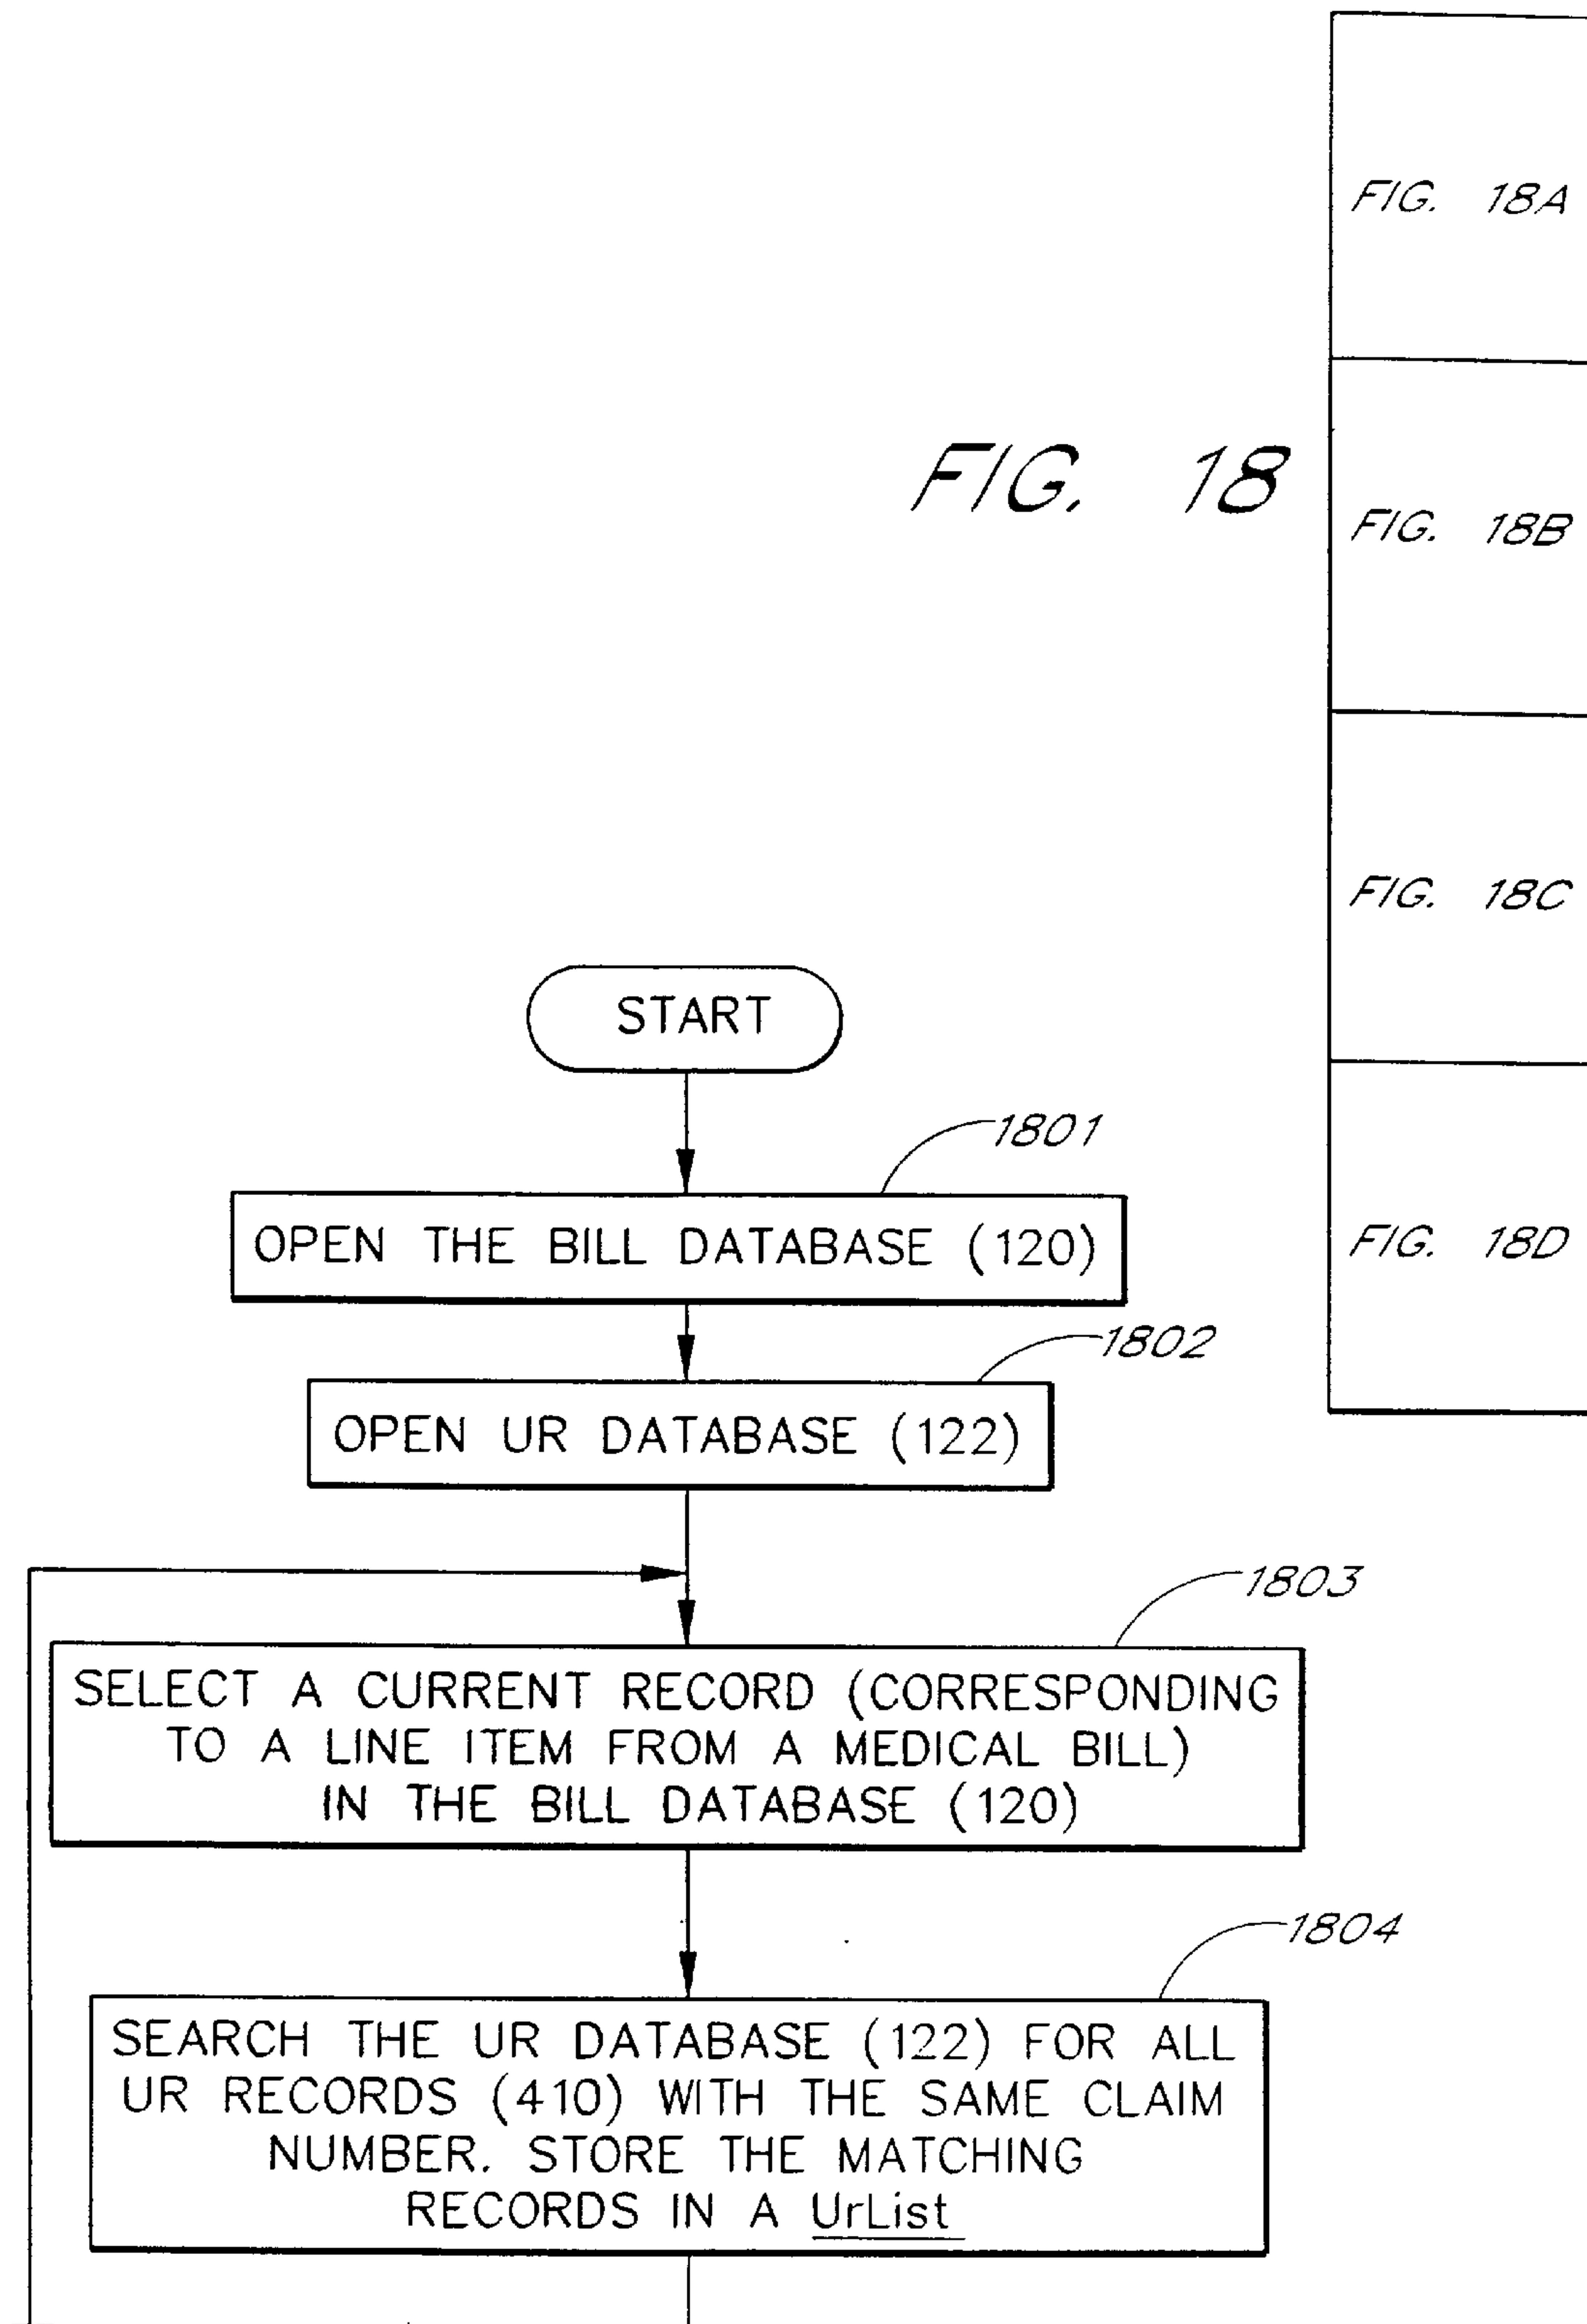 FIG. 18A
FIG. 18
FIG. 18B
FIG. 18C
START
1801
OPEN THE BILL DATABASE (120)
FIG. 18D
1802
OPEN UR DATABASE (122)
1803
SELECT A CURRENT RECORD (CORRESPONDING
TO A LINE ITEM FROM A MEDICAL BILL)
IN THE BILL DATABASE (120)
1804
SEARCH THE UR DATABASE (122) FOR ALL
UR RECORDS (410) WITH THE SAME CLAIM
NUMBER. STORE THE MATCHING
RECORDS IN A UrList